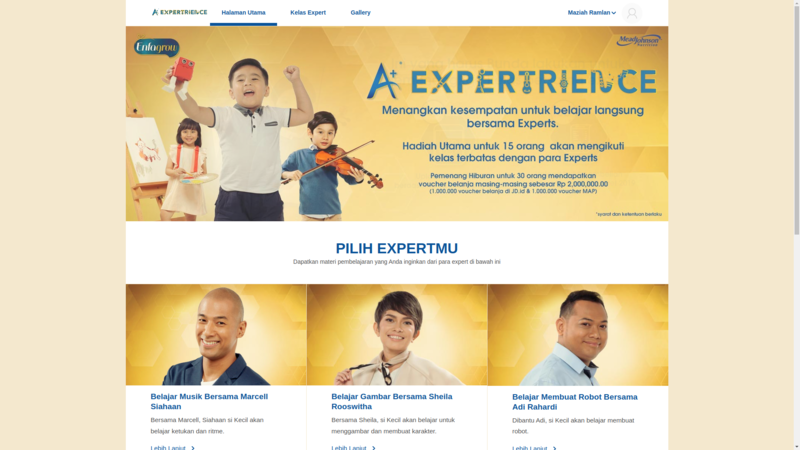 A EXPERTRIENCE Halaman Utama Kelas Expert Gallery Maziah Ramlan
Enfagrow
MeadJohnson
Nutrition
A+ EXPERTRIENCE
Menangkan kesempatan untuk belajar langsung
bersama Experts.
Hadiah Utama untuk 15 orang akan mengikuti
kelas terbatas dengan para Experts
Pemenang Hiburan untuk 30 orang mendapatkan
voucher belanja masing-masing sebesar Rp 2,000,000.00
(1.000.000 voucher belanja di JD.id & 1.000.000 voucher MAP)
*syarat dan ketentuan berlaku
PILIH EXPERTMU
Dapatkan materi pembelajaran yang Anda inginkan dari para expert di bawah ini
Belajar Musik Bersama Marcell
Siahaan
Bersama Marcell, Siahaan si Kecil akan
belajar ketukan dan ritme.
Lebih Lanjut
Belajar Gambar Bersama Sheila
Rooswitha
Bersama Sheila, si Kecil akan belajar untuk
menggambar dan membuat karakter.
Lebih Lanjut
Belajar Membuat Robot Bersama
Adi Rahardi
Dibantu Adi, si Kecil akan belajar membuat
robot.
Lebih Lanjut